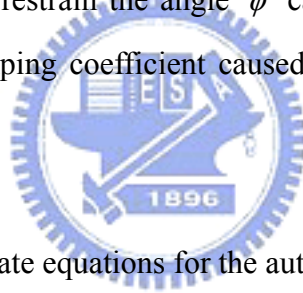 restrain the angle φ c
ping coefficient caused
E S A
1896
ate equations for the aut